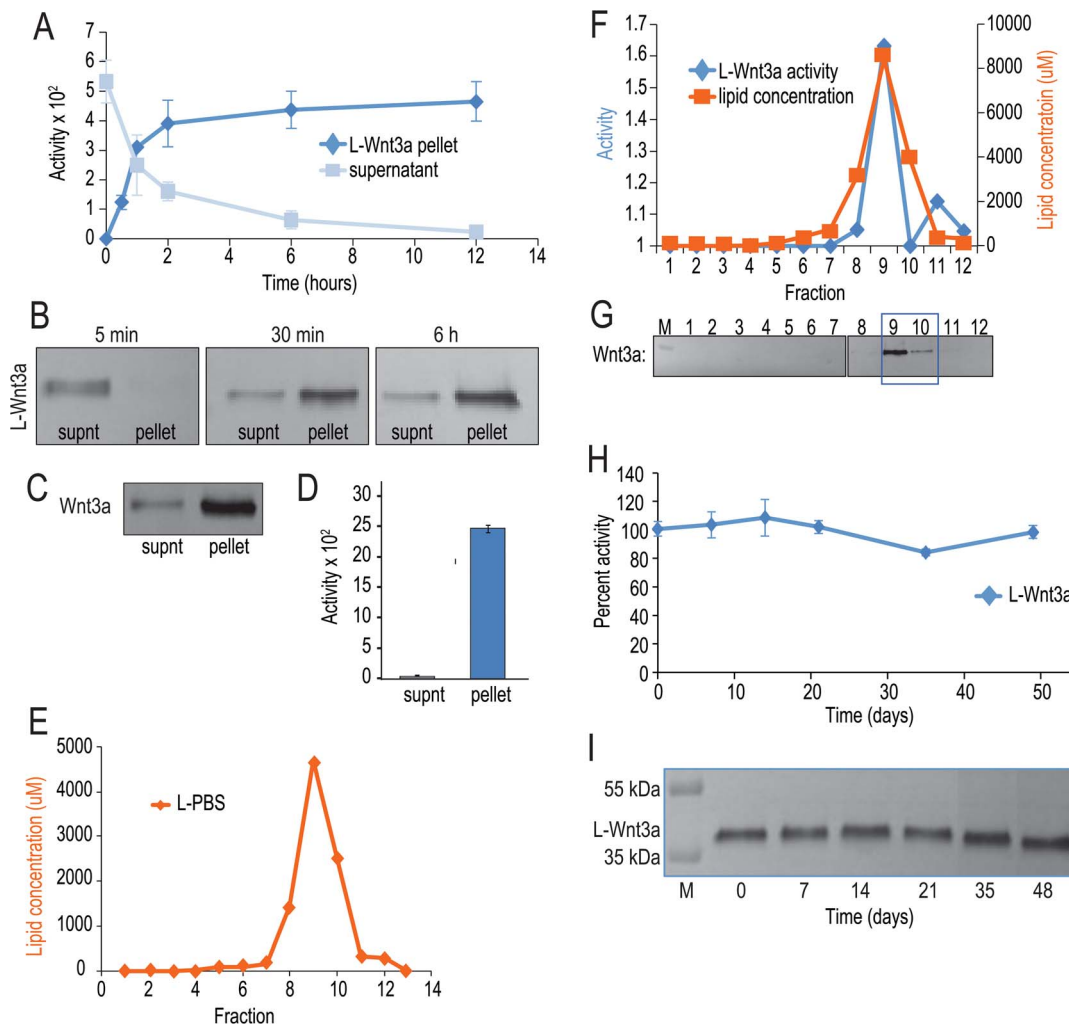 A
Activity x 10²
7
6
5
4
3
2
1
0
0 2 4 6 8 10 12 14
Time (hours)
L-Wnt3a pellet
supernatant
B
5 min 30 min 6 h
L-Wnt3a
supnt pellet supnt pellet supnt pellet
C
Wnt3a
supnt pellet
D
Activity x 10²
30
25
20
15
10
5
0
supnt pellet
E
Lipid concentration (uM)
5000
4000
3000
2000
1000
0
0 2 4 6 8 10 12 14
Fraction
L-PBS
F
Activity
1.7
1.6
1.5
1.4
1.3
1.2
1.1
1
L-Wnt3a activity
lipid concentration
10000
8000
6000
4000
2000
0
Lipid concentratoin (uM)
1 2 3 4 5 6 7 8 9 10 11 12
Fraction
G
M 1 2 3 4 5 6 7 8 9 10 11 12
Wnt3a:
H
Percent activity
140
120
100
80
60
40
20
0
0 10 20 30 40 50
Time (days)
L-Wnt3a
I
55 kDa
L-Wnt3a
35 kDa
M 0 7 14 21 35 48
Time (days)